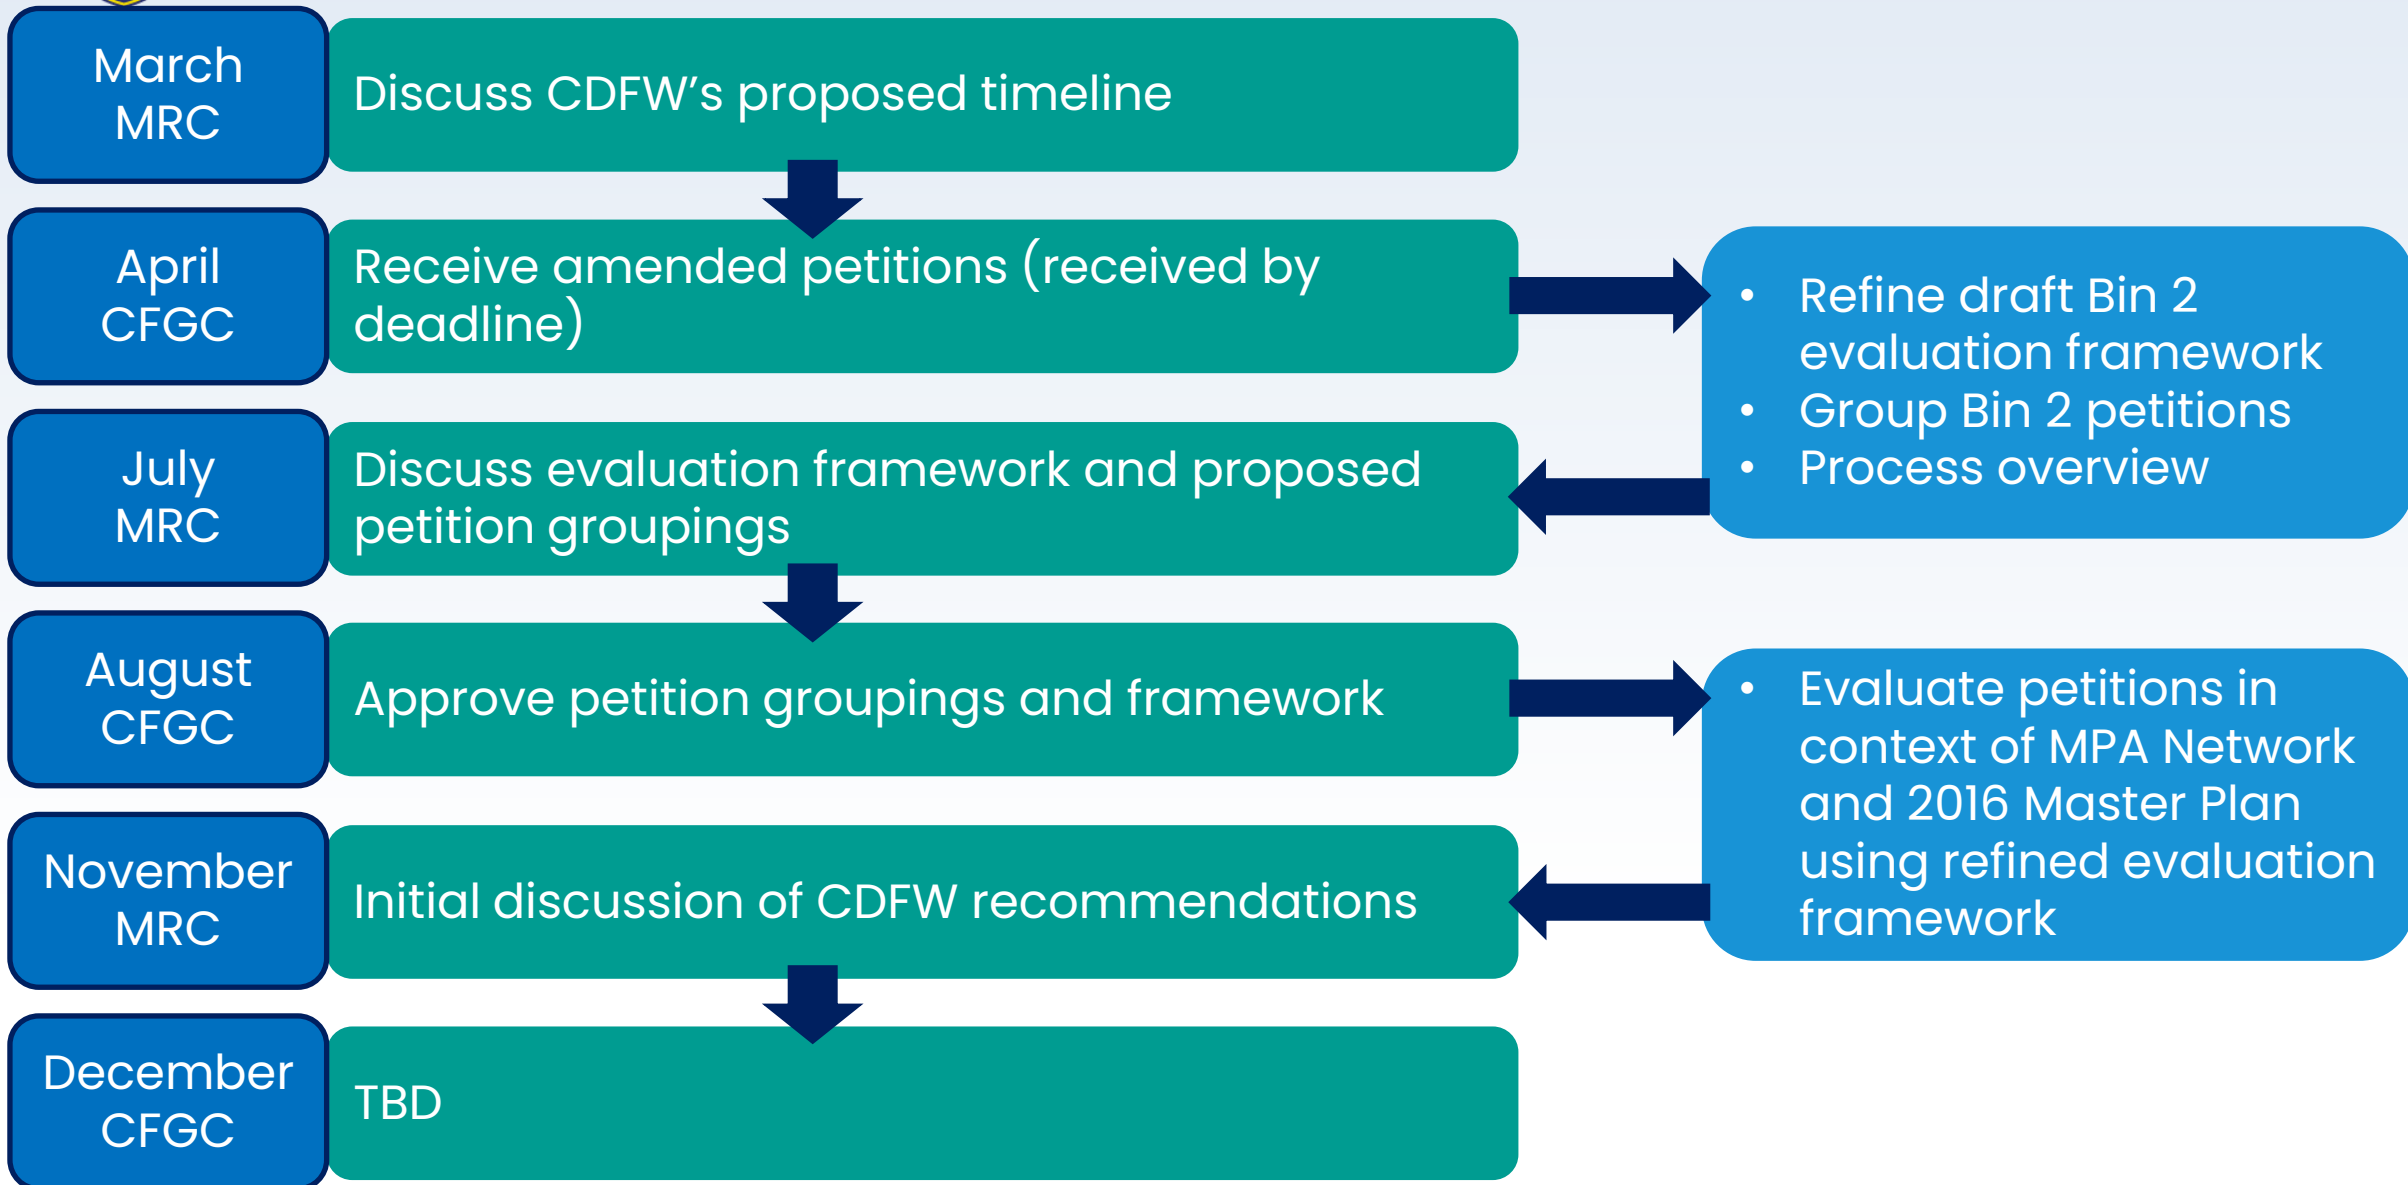 March
MRC
Discuss CDFW’s proposed timeline
April
CFGC
Receive amended petitions (received by
deadline)
• Refine draft Bin 2
evaluation framework
• Group Bin 2 petitions
• Process overview
July
MRC
Discuss evaluation framework and proposed
petition groupings
August
CFGC
Approve petition groupings and framework
• Evaluate petitions in
context of MPA Network
and 2016 Master Plan
using refined evaluation
framework
November
MRC
Initial discussion of CDFW recommendations
December
CFGC
TBD